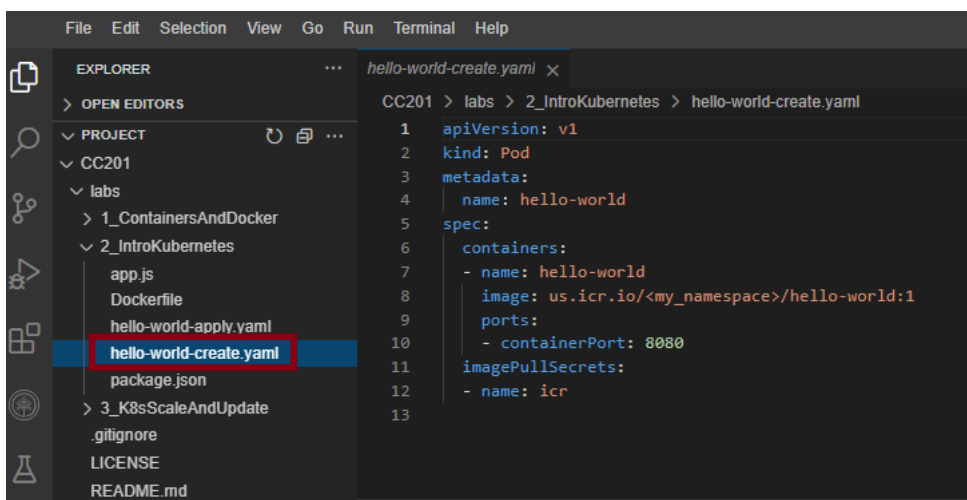 File Edit Selection View Go Run Terminal Help
EXPLORER ···
> OPEN EDITORS
PROJECT ···
CC201
labs
> 1_ContainersAndDocker
2_IntroKubernetes
app.js
Dockerfile
hello-world-apply.yaml
hello-world-create.yaml
package.json
> 3_K8sScaleAndUpdate
.gitignore
LICENSE
README.md
hello-world-create.yaml ×
CC201 > labs > 2_IntroKubernetes > hello-world-create.yaml
1 apiVersion: v1
2 kind: Pod
3 metadata:
4 name: hello-world
5 spec:
6 containers:
7 - name: hello-world
8 image: us.icr.io/<my_namespace>/hello-world:1
9 ports:
10 - containerPort: 8080
11 imagePullSecrets:
12 - name: icr
13